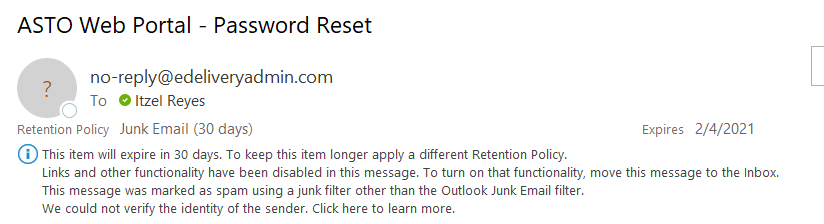 ASTO Web Portal - Password Reset
?
no-reply@edeliveryadmin.com
To Itzel Reyes
Retention Policy Junk Email (30 days) Expires 2/4/2021
This item will expire in 30 days. To keep this item longer apply a different Retention Policy.
Links and other functionality have been disabled in this message. To turn on that functionality, move this message to the Inbox.
This message was marked as spam using a junk filter other than the Outlook Junk Email filter.
We could not verify the identity of the sender. Click here to learn more.